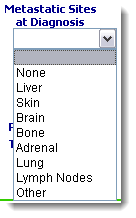 Metastatic Sites
at Diagnosis
None
Liver
Skin
Brain
Bone
Adrenal
Lung
Lymph Nodes
Other